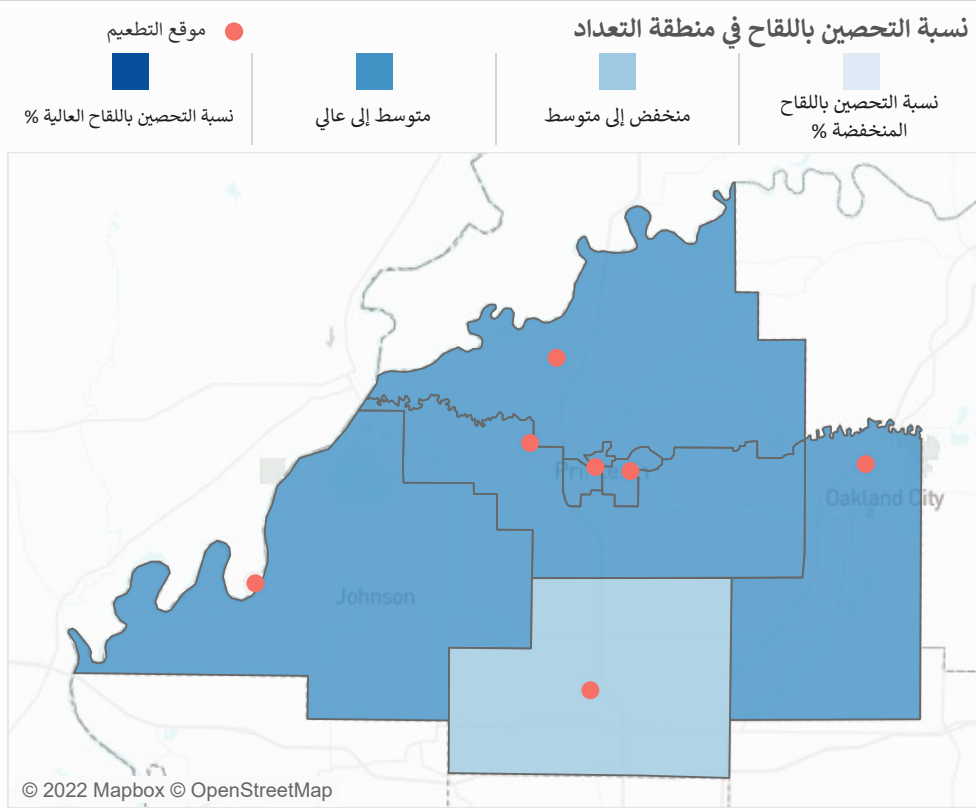 نسبة التحصين باللقاح في منطقة التعداد
موقع التطعيم
نسبة التحصين باللقاح
المنخفضة %
منخفض إلى متوسط
متوسط إلى عالي
نسبة التحصين باللقاح العالية %
Oakland City
Johnson
© 2022 Mapbox © OpenStreetMap